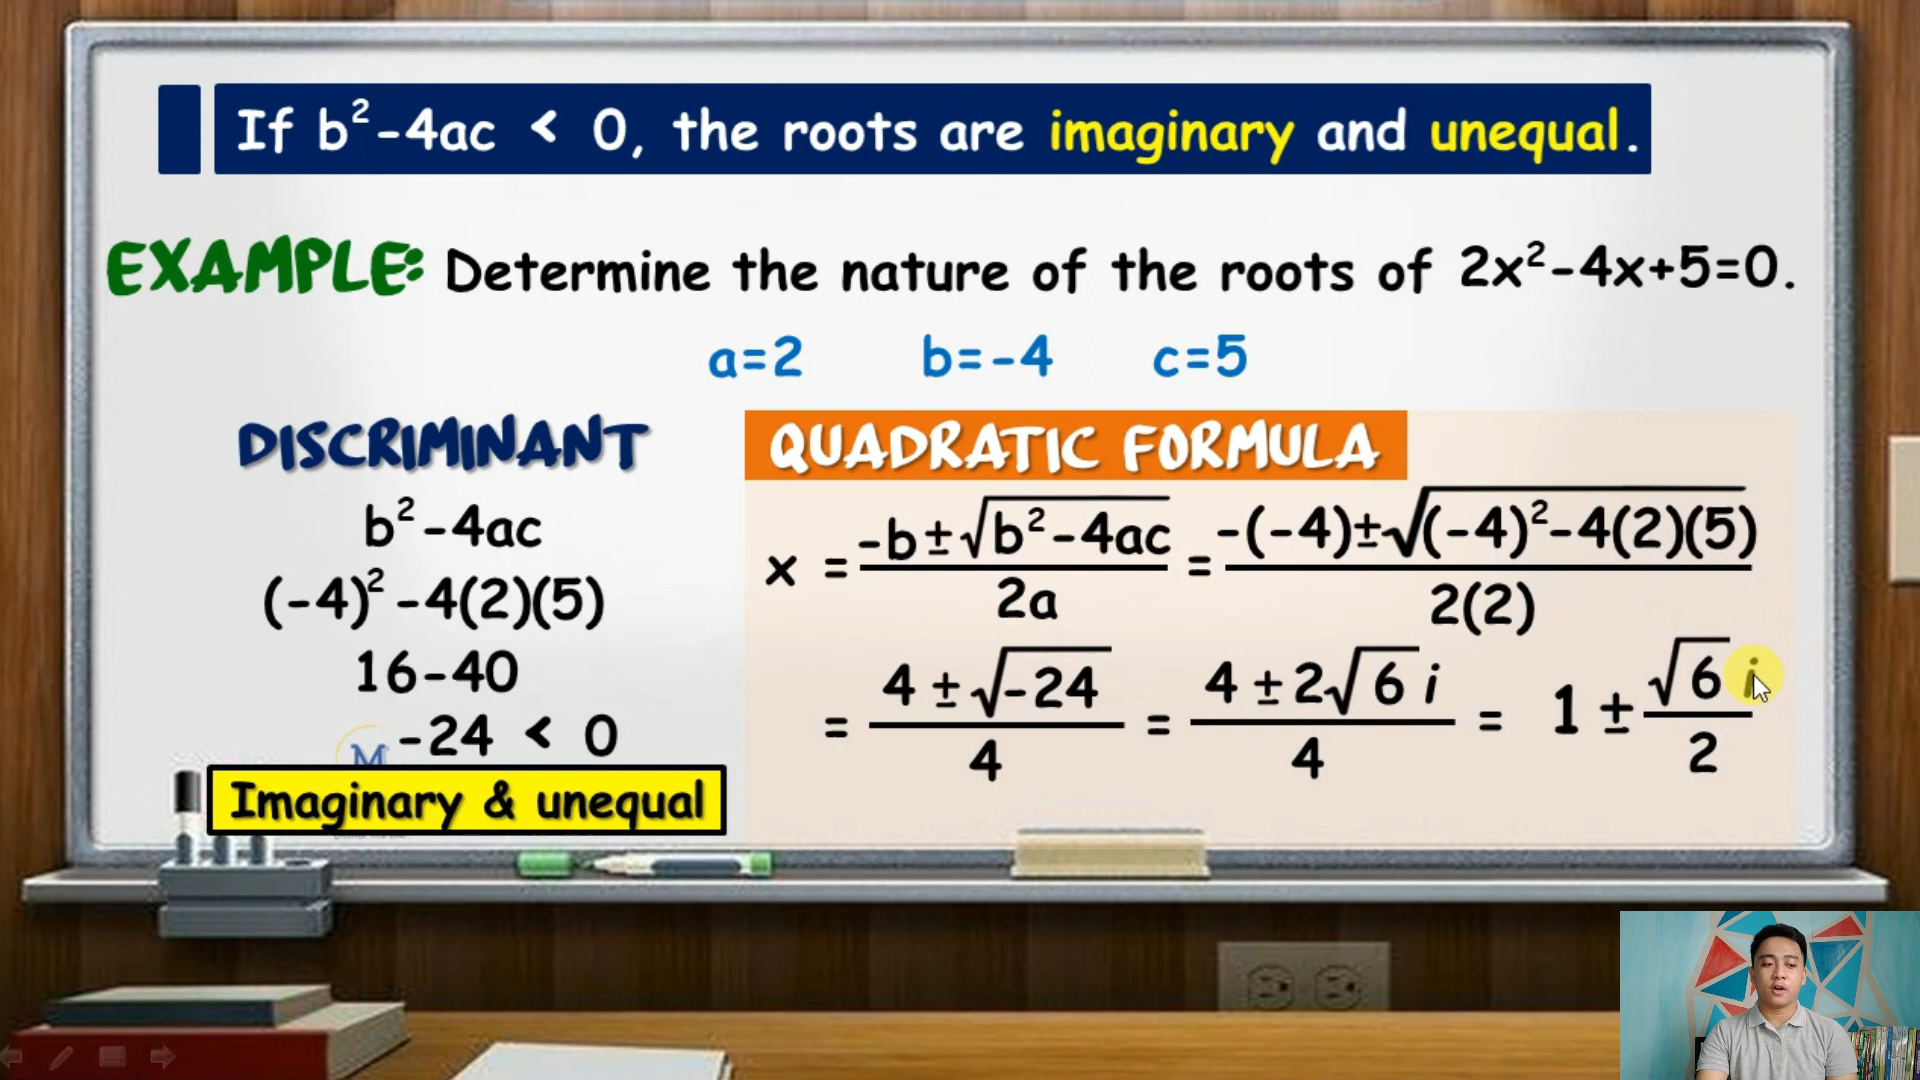 If b²-4ac < 0, the roots are imaginary and unequal.
EXAMPLE: Determine the nature of the roots of 2x²-4x+5=0.
a=2 b=-4 c=5
DISCRIMINANT
b²-4ac
(-4)²-4(2)(5)
16-40
-24 < 0
M
Imaginary & unequal
QUADRATIC FORMULA
x = (-b±√(b²-4ac))/(2a) = (-(-4)±√((-4)²-4(2)(5)))/(2(2))
= (4±√(-24))/4 = (4±2√6 i)/4 = 1 ± (√6 i)/2